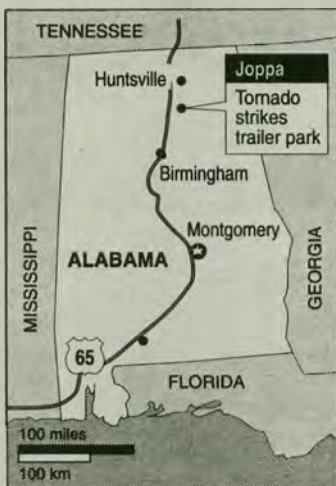 TENNESSEE
Huntsville
Joppa
Tornado
strikes
trailer park
Birmingham
Montgomery
ALABAMA
MISSISSIPPI
GEORGIA
65
FLORIDA
100 miles
100 km